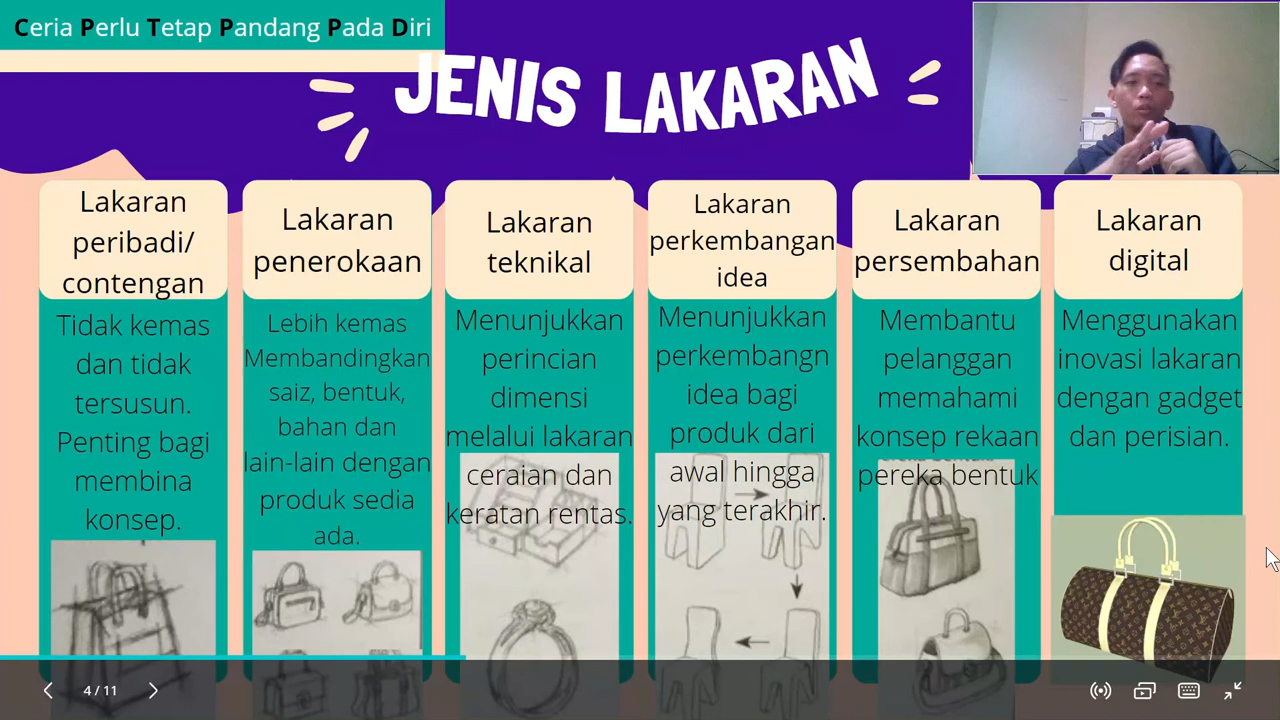 Ceria Perlu Tetap Pandang Pada Diri
JENIS LAKARAN
Lakaran
peribadi/
contengan
Tidak kemas
dan tidak
tersusun.
Penting bagi
membina
konsep.
Lakaran
penerokaan
Lebih kemas
Membandingkan
saiz, bentuk,
bahan dan
lain-lain dengan
produk sedia
ada.
Lakaran
teknikal
Menunjukkan
perincian
dimensi
melalui lakaran
ceraian dan
keratan rentas.
Lakaran
perkembangan
idea
Menunjukkan
perkembangn
idea bagi
produk dari
awal hingga
yang terakhir.
Lakaran
persembahan
Membantu
pelanggan
memahami
konsep rekaan
pereka bentuk
Lakaran
digital
Menggunakan
inovasi lakaran
dengan gadget
dan perisian.
4 / 11